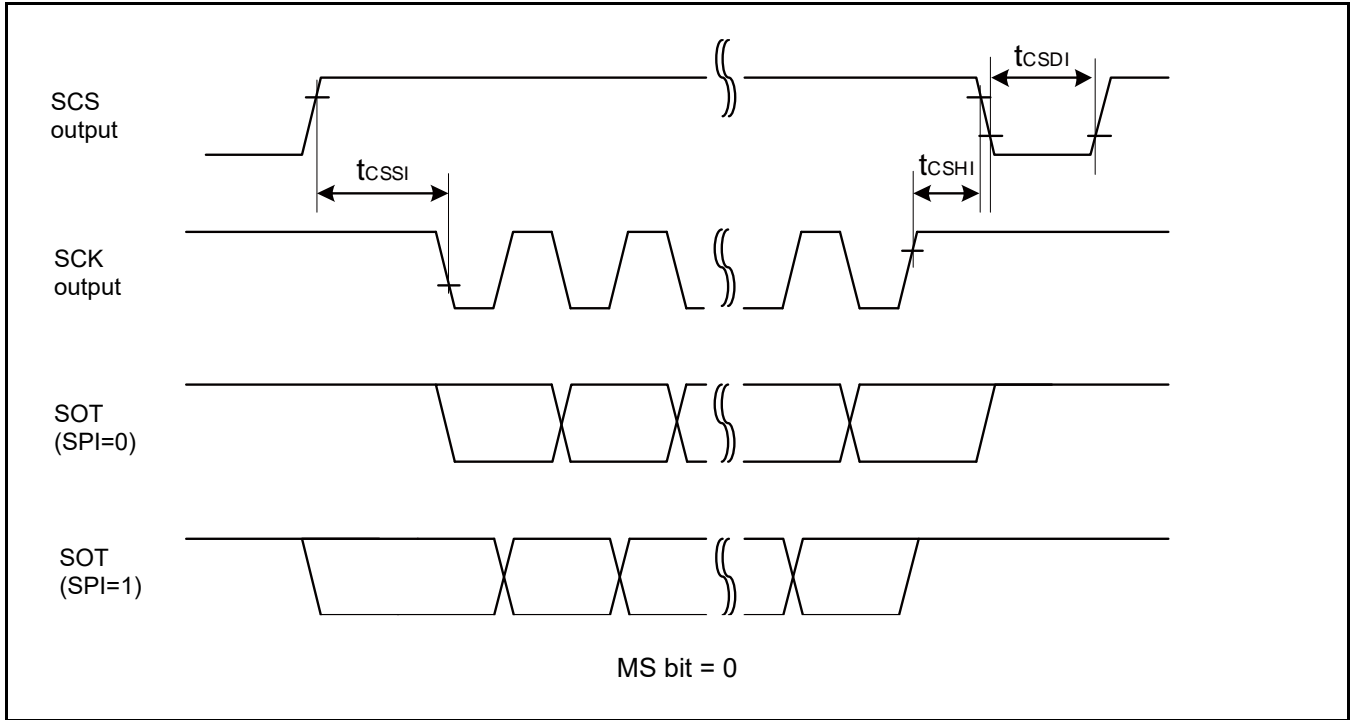 tCSDI
SCS
output
tCSSI
tCSHI
SCK
output
SOT
(SPI=0)
SOT
(SPI=1)
MS bit = 0